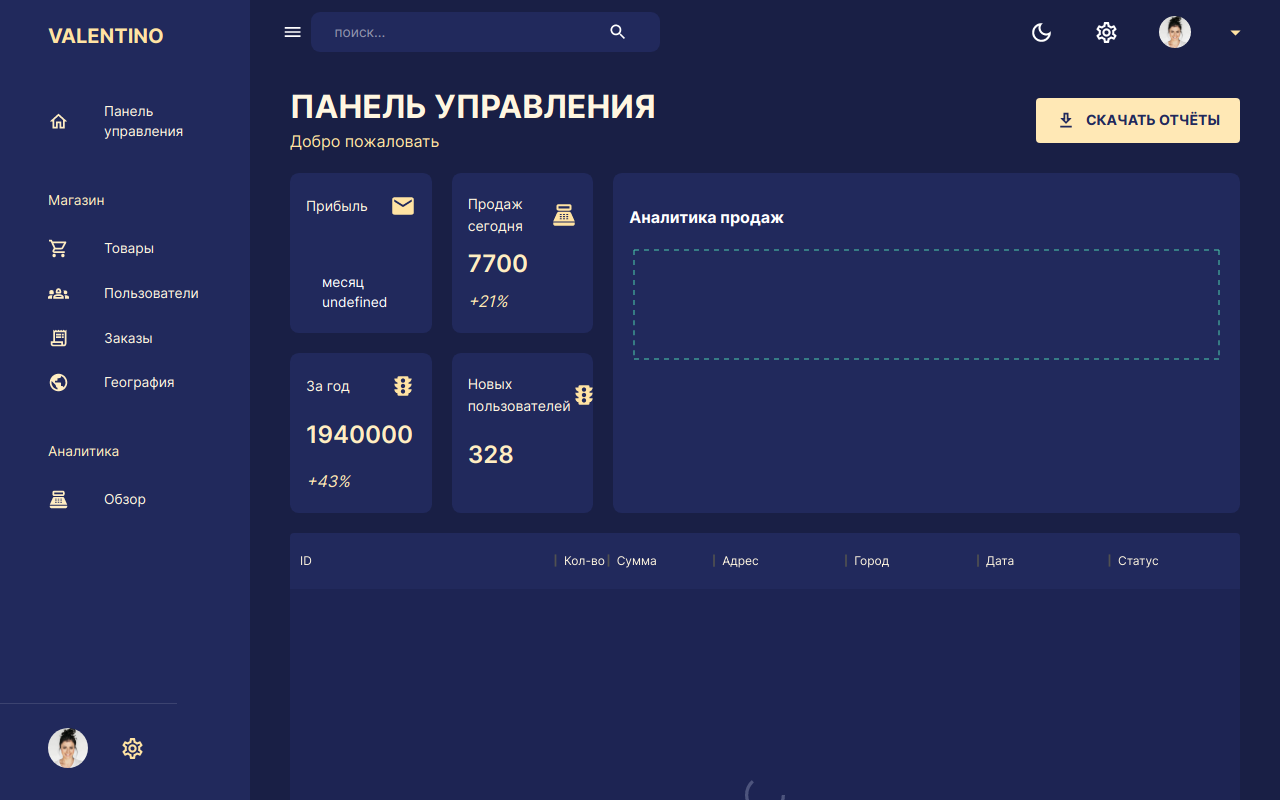 VALENTINO
поиск...
Панель
управления
Магазин
Товары
Пользователи
Заказы
География
Аналитика
Обзор
ПАНЕЛЬ УПРАВЛЕНИЯ
Добро пожаловать
СКАЧАТЬ ОТЧЁТЫ
Прибыль
месяц
undefined
Продаж
сегодня
7700
+21%
Аналитика продаж
За год
1940000
+43%
Новых
пользователей
328
ID Кол-во Сумма Адрес Город Дата Статус